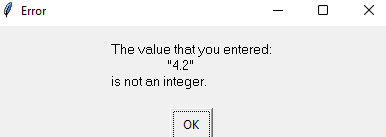 Error
The value that you entered:
"4.2"
is not an integer.
OK